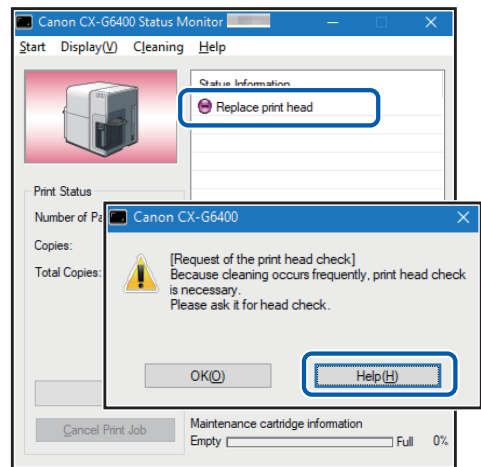 Canon CX-G6400 Status Monitor
Start Display(V) Cleaning Help
Status Information
Replace print head
Print Status
Number of Pa
Copies:
Total Copies:
Canon CX-G6400
[Request of the print head check]
Because cleaning occurs frequently, print head check
is necessary.
Please ask it for head check.
OK(O) Help(H)
Cancel Print Job
Maintenance cartridge information
Empty Full 0%